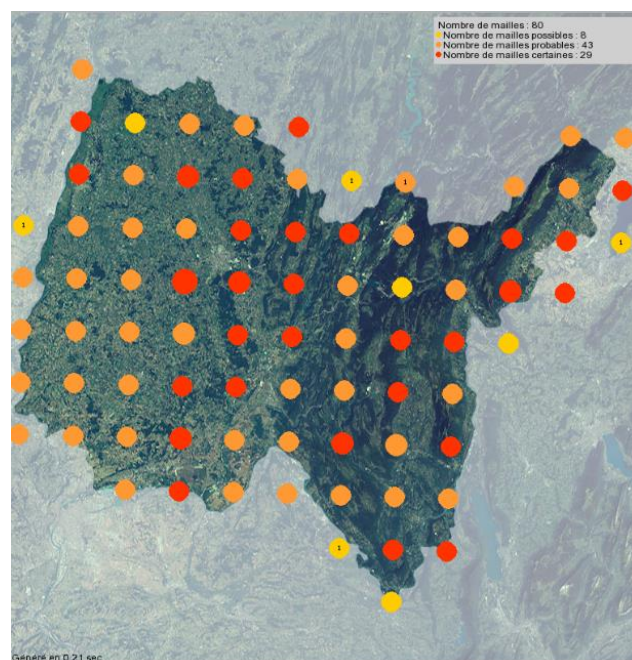 Nombre de mailles : 80
Nombre de mailles possibles : 8
Nombre de mailles probables : 43
Nombre de mailles certaines : 29
1
1
1
1
1
Généré en 0.21 sec